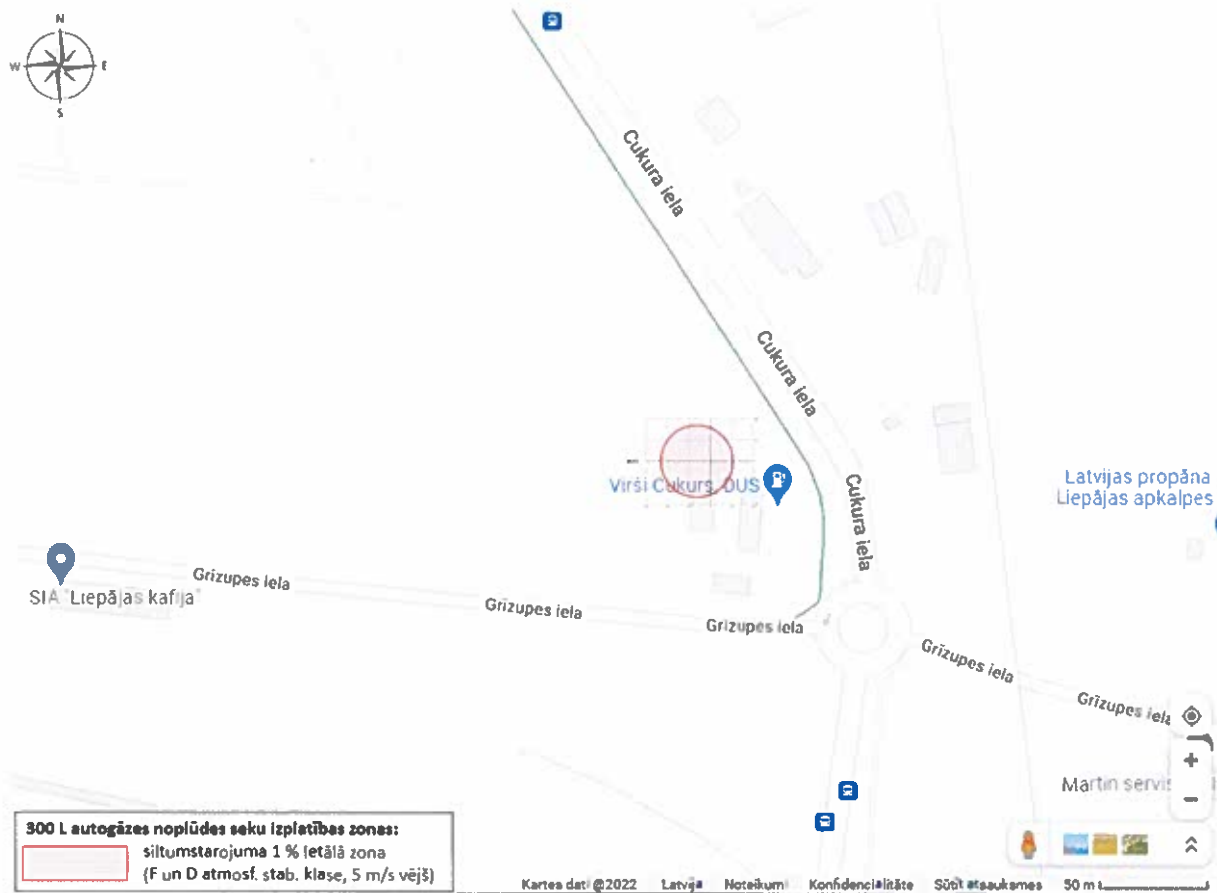 N
W E
S
Cukura iela
Cukura iela
Virši Cukurs, DUS
Cukura iela
Latvijas propāna
Liepājas apkalpes
SIA "Liepājas kafija"
Grīzupes iela
Grīzupes iela
Grīzupes iela
Grīzupes iela
Grīzupes iela
Martin servis
300 L autogāzes noplūdes seku izplatības zonas:
siltumstarojuma 1 % letālā zona
(F un D atmosf. stab. klase, 5 m/s vējš)
Kartes dati @2022 Latvija Noteikumi Konfidencialitāte Sūtīt atsauksmes 50 m